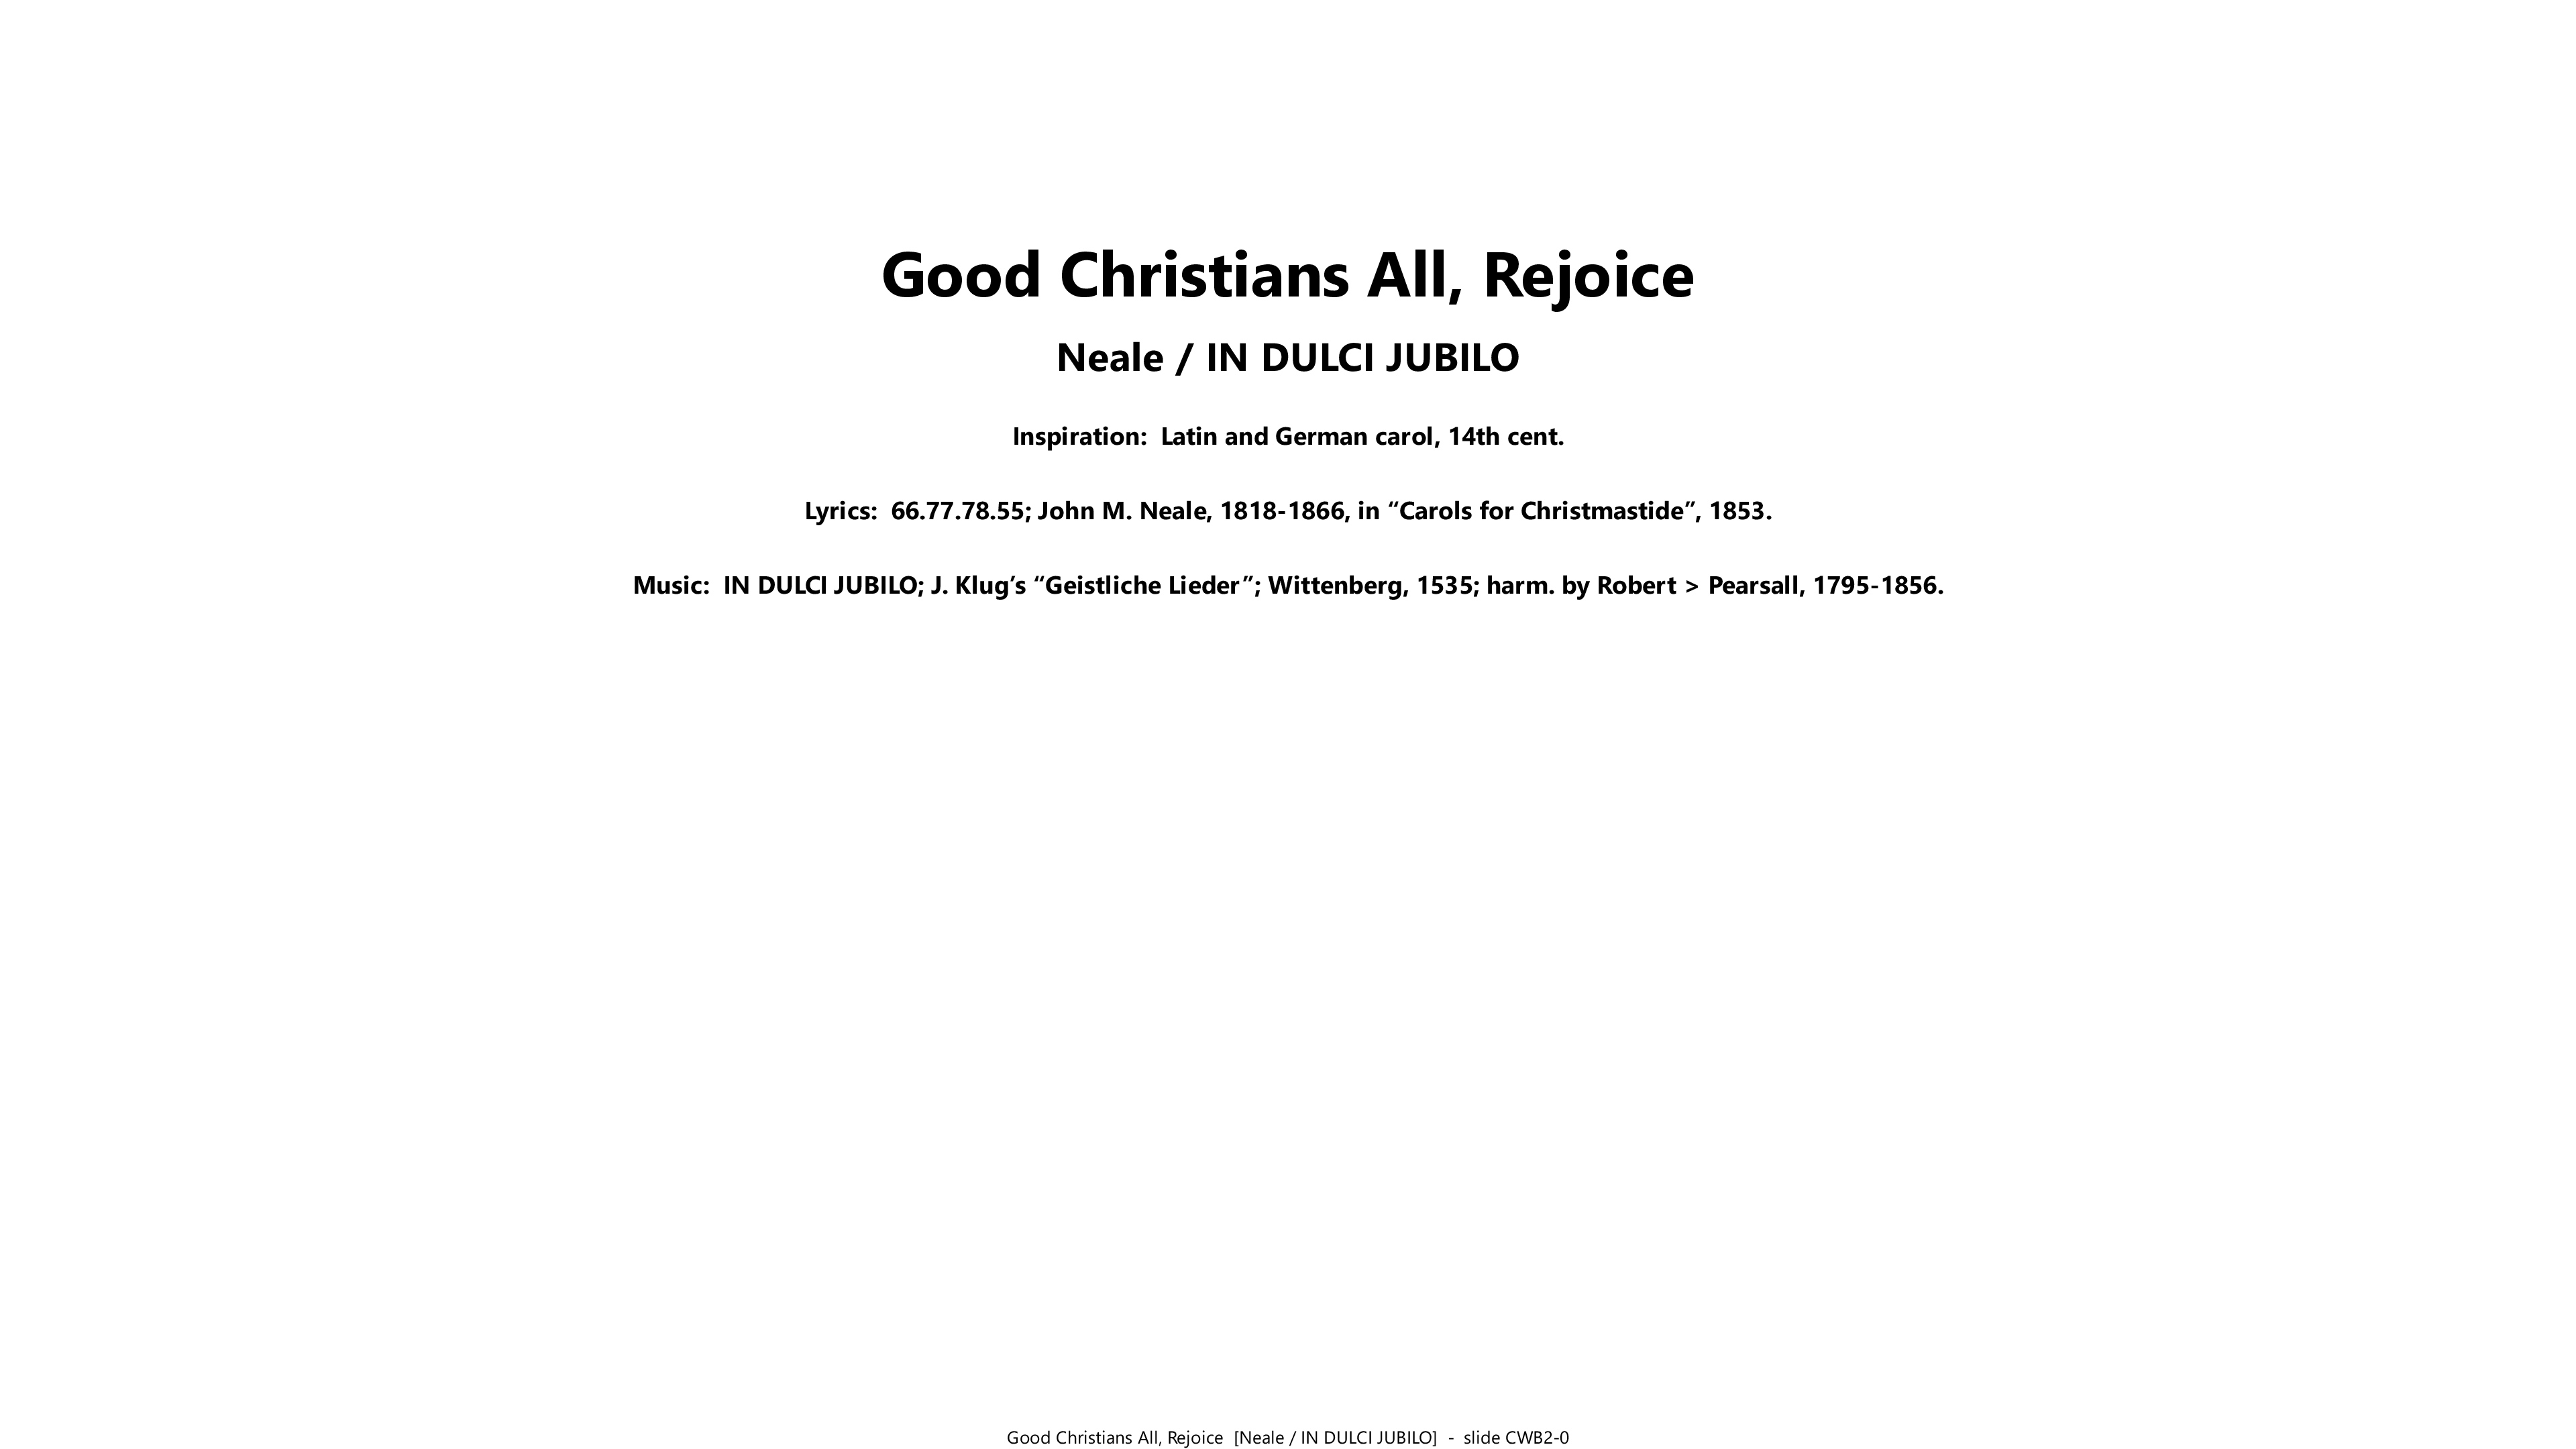 Good Christians All, Rejoice
Neale / IN DULCI JUBILO
Inspiration:  Latin and German carol, 14th cent.
Lyrics:  66.77.78.55; John M. Neale, 1818-1866, in “Carols for Christmastide”, 1853.
Music:  IN DULCI JUBILO; J. Klug’s “Geistliche Lieder”; Wittenberg, 1535; harm. by Robert > Pearsall, 1795-1856.
Good Christians All, Rejoice  [Neale / IN DULCI JUBILO]  -  slide CWB2-0